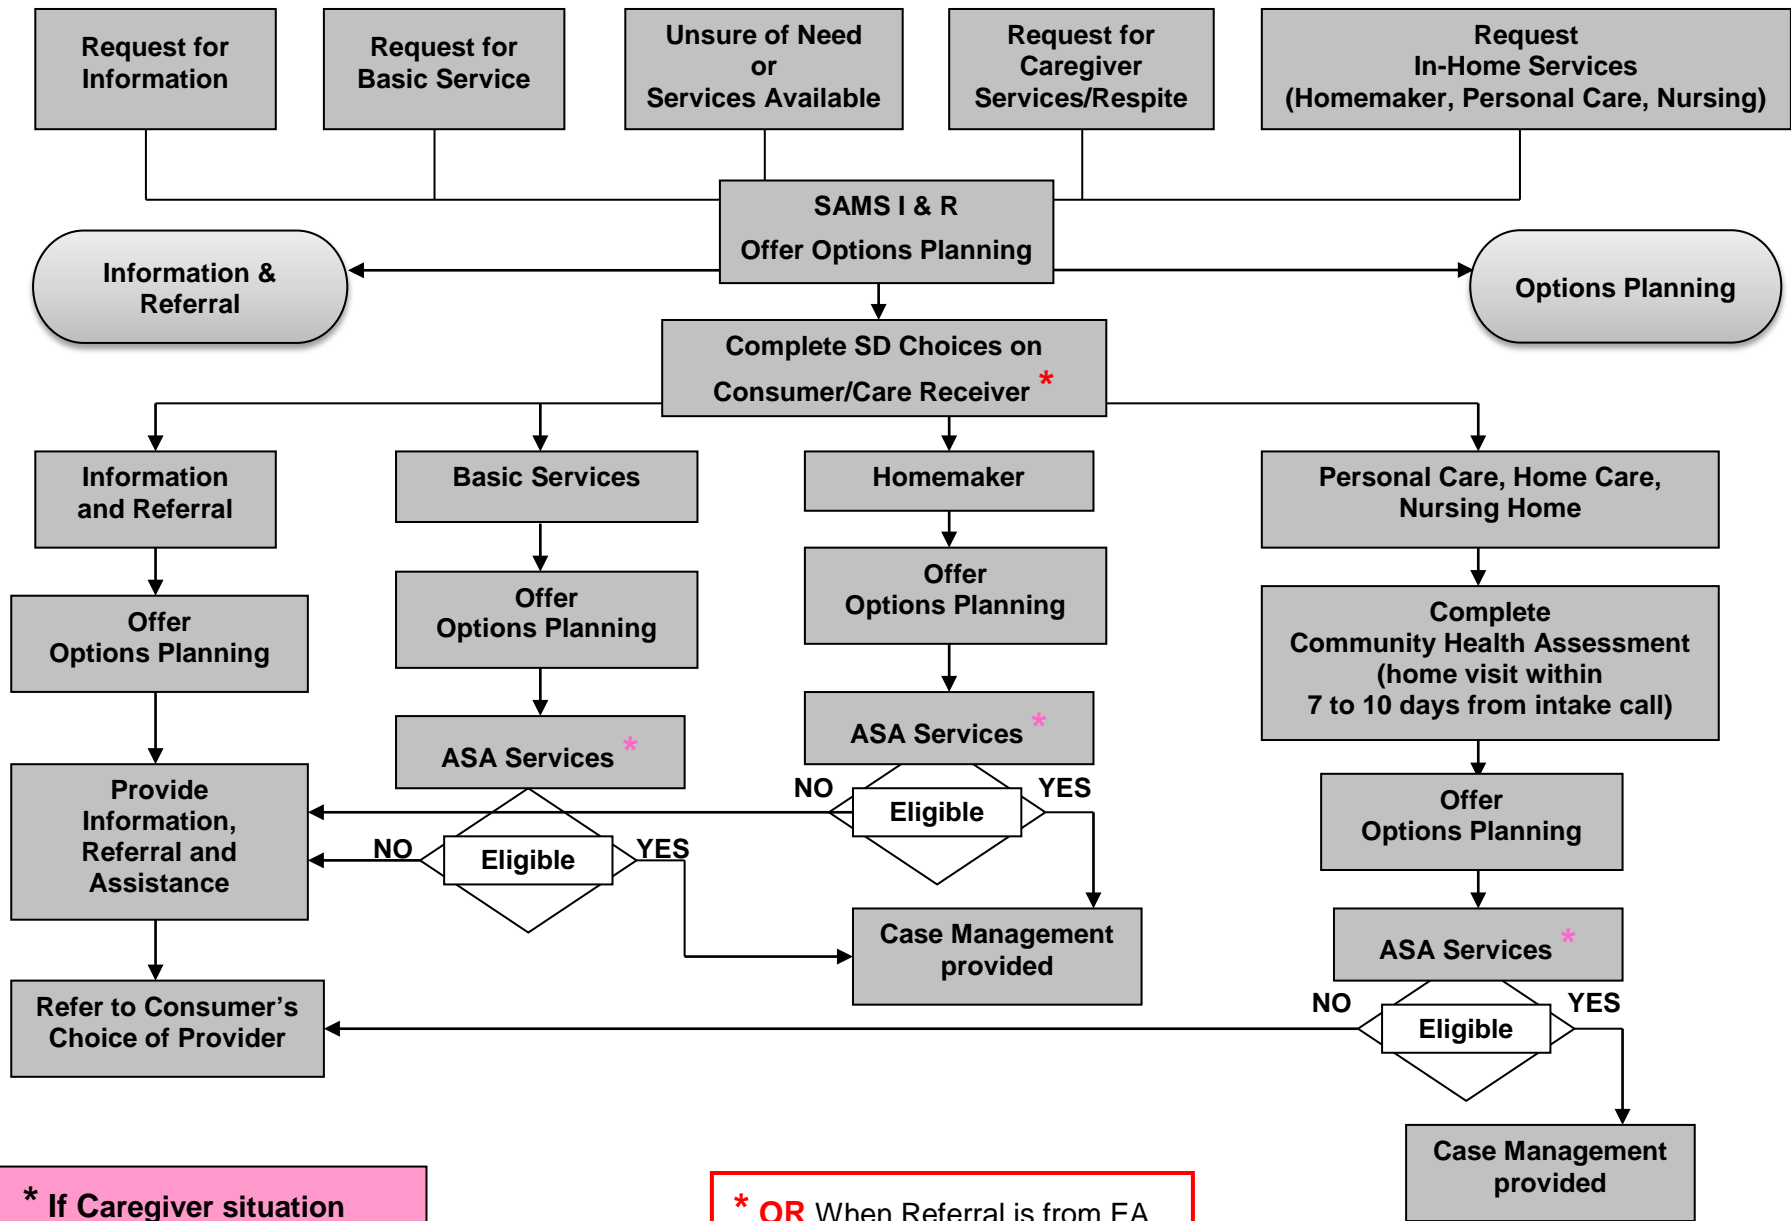 Request for
Information
Request for
Basic Service
Unsure of Need
or
Services Available
Request for
Caregiver
Services/Respite
Request
In-Home Services
(Homemaker, Personal Care, Nursing)
SAMS I & R
Offer Options Planning
Information &
Referral
Options Planning
Complete SD Choices on
Consumer/Care Receiver *
Information
and Referral
Basic Services
Homemaker
Personal Care, Home Care,
Nursing Home
Offer
Options Planning
Offer
Options Planning
Offer
Options Planning
Complete
Community Health Assessment
(home visit within
7 to 10 days from intake call)
ASA Services *
ASA Services *
Offer
Options Planning
Provide
Information,
Referral and
Assistance
NO
Eligible
YES
NO
Eligible
YES
Case Management
provided
ASA Services *
Refer to Consumer’s
Choice of Provider
NO
Eligible
YES
Case Management
provided
* If Caregiver situation
* OR When Referral is from EA